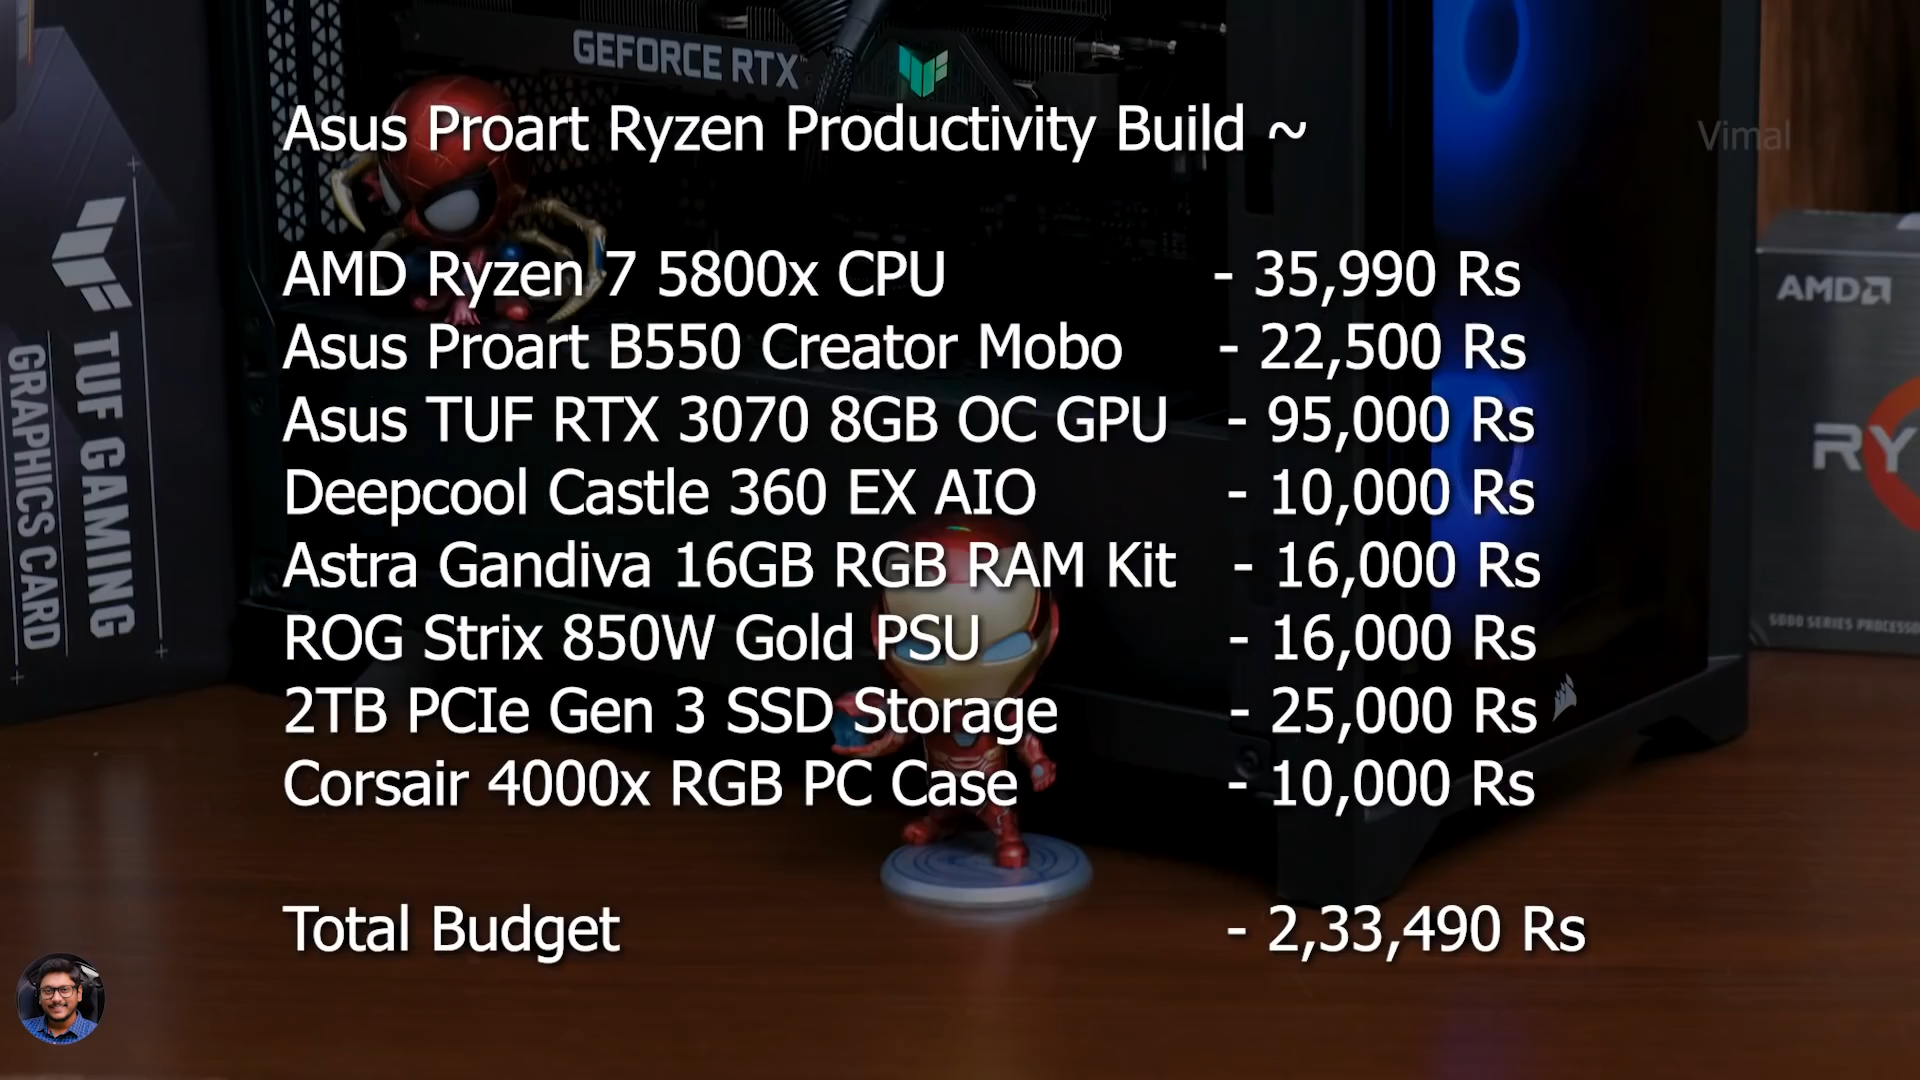 GEFORCE RTX
Asus Proart Ryzen Productivity Build ~
Vimal
AMD Ryzen 7 5800x CPU - 35,990 Rs
Asus Proart B550 Creator Mobo - 22,500 Rs
Asus TUF RTX 3070 8GB OC GPU - 95,000 Rs
Deepcool Castle 360 EX AIO - 10,000 Rs
Astra Gandiva 16GB RGB RAM Kit - 16,000 Rs
ROG Strix 850W Gold PSU - 16,000 Rs
2TB PCIe Gen 3 SSD Storage - 25,000 Rs
Corsair 4000x RGB PC Case - 10,000 Rs
Total Budget - 2,33,490 Rs
TUF GAMING
GRAPHICS CARD
AMD
RY
5000 SERIES PROCESSO